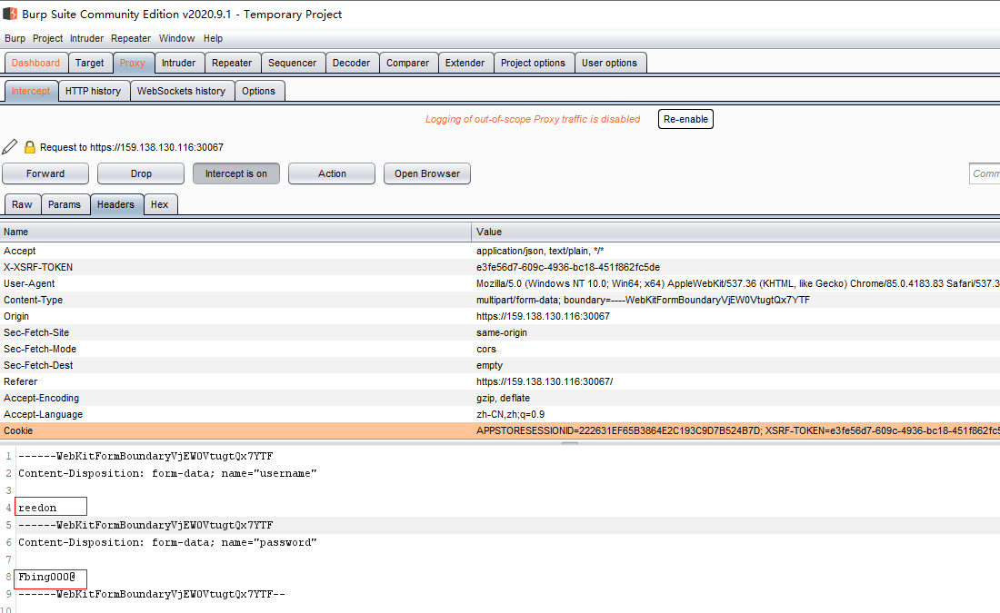 Burp Suite Community Edition v2020.9.1 - Temporary Project
Burp Project Intruder Repeater Window Help
Dashboard Target Proxy Intruder Repeater Sequencer Decoder Comparer Extender Project options User options
Intercept HTTP history WebSockets history Options
Logging of out-of-scope Proxy traffic is disabled Re-enable
Request to https://159.138.130.116:30067
Forward Drop Intercept is on Action Open Browser Comm
Raw Params Headers Hex
Name Value
Accept application/json, text/plain, */*
X-XSRF-TOKEN e3fe56d7-609c-4936-bc18-451f862fc5de
User-Agent Mozilla/5.0 (Windows NT 10.0; Win64; x64) AppleWebKit/537.36 (KHTML, like Gecko) Chrome/85.0.4183.83 Safari/537.3
Content-Type multipart/form-data; boundary=----WebKitFormBoundaryVjEW0VtugtQx7YTF
Origin https://159.138.130.116:30067
Sec-Fetch-Site same-origin
Sec-Fetch-Mode cors
Sec-Fetch-Dest empty
Referer https://159.138.130.116:30067/
Accept-Encoding gzip, deflate
Accept-Language zh-CN,zh;q=0.9
Cookie APPSTORESESSIONID=222631EF65B3864E2C193C9D7B524B7D; XSRF-TOKEN=e3fe56d7-609c-4936-bc18-451f862fc5
1 ------WebKitFormBoundaryVjEW0VtugtQx7YTF
2 Content-Disposition: form-data; name="username"
3
4 reedon
5 ------WebKitFormBoundaryVjEW0VtugtQx7YTF
6 Content-Disposition: form-data; name="password"
7
8 Fbing000@
9 ------WebKitFormBoundaryVjEW0VtugtQx7YTF--
10